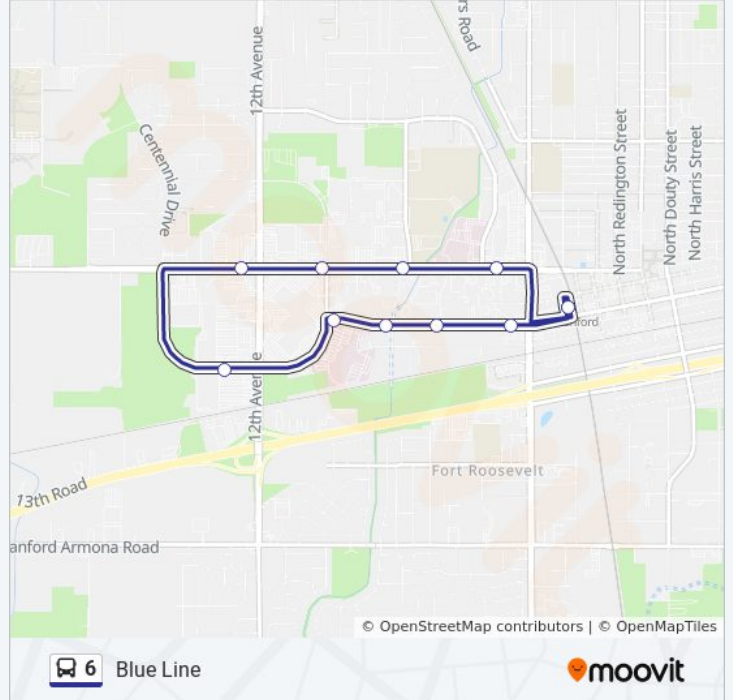 rs Road
12th Avenue
Centennial Drive
North Redington Street
North Douty Street
North Harris Street
nford
12th Avenue
Fort Roosevelt
13th Road
anford Armona Road
© OpenStreetMap contributors | © OpenMapTiles
6 Blue Line
moovit